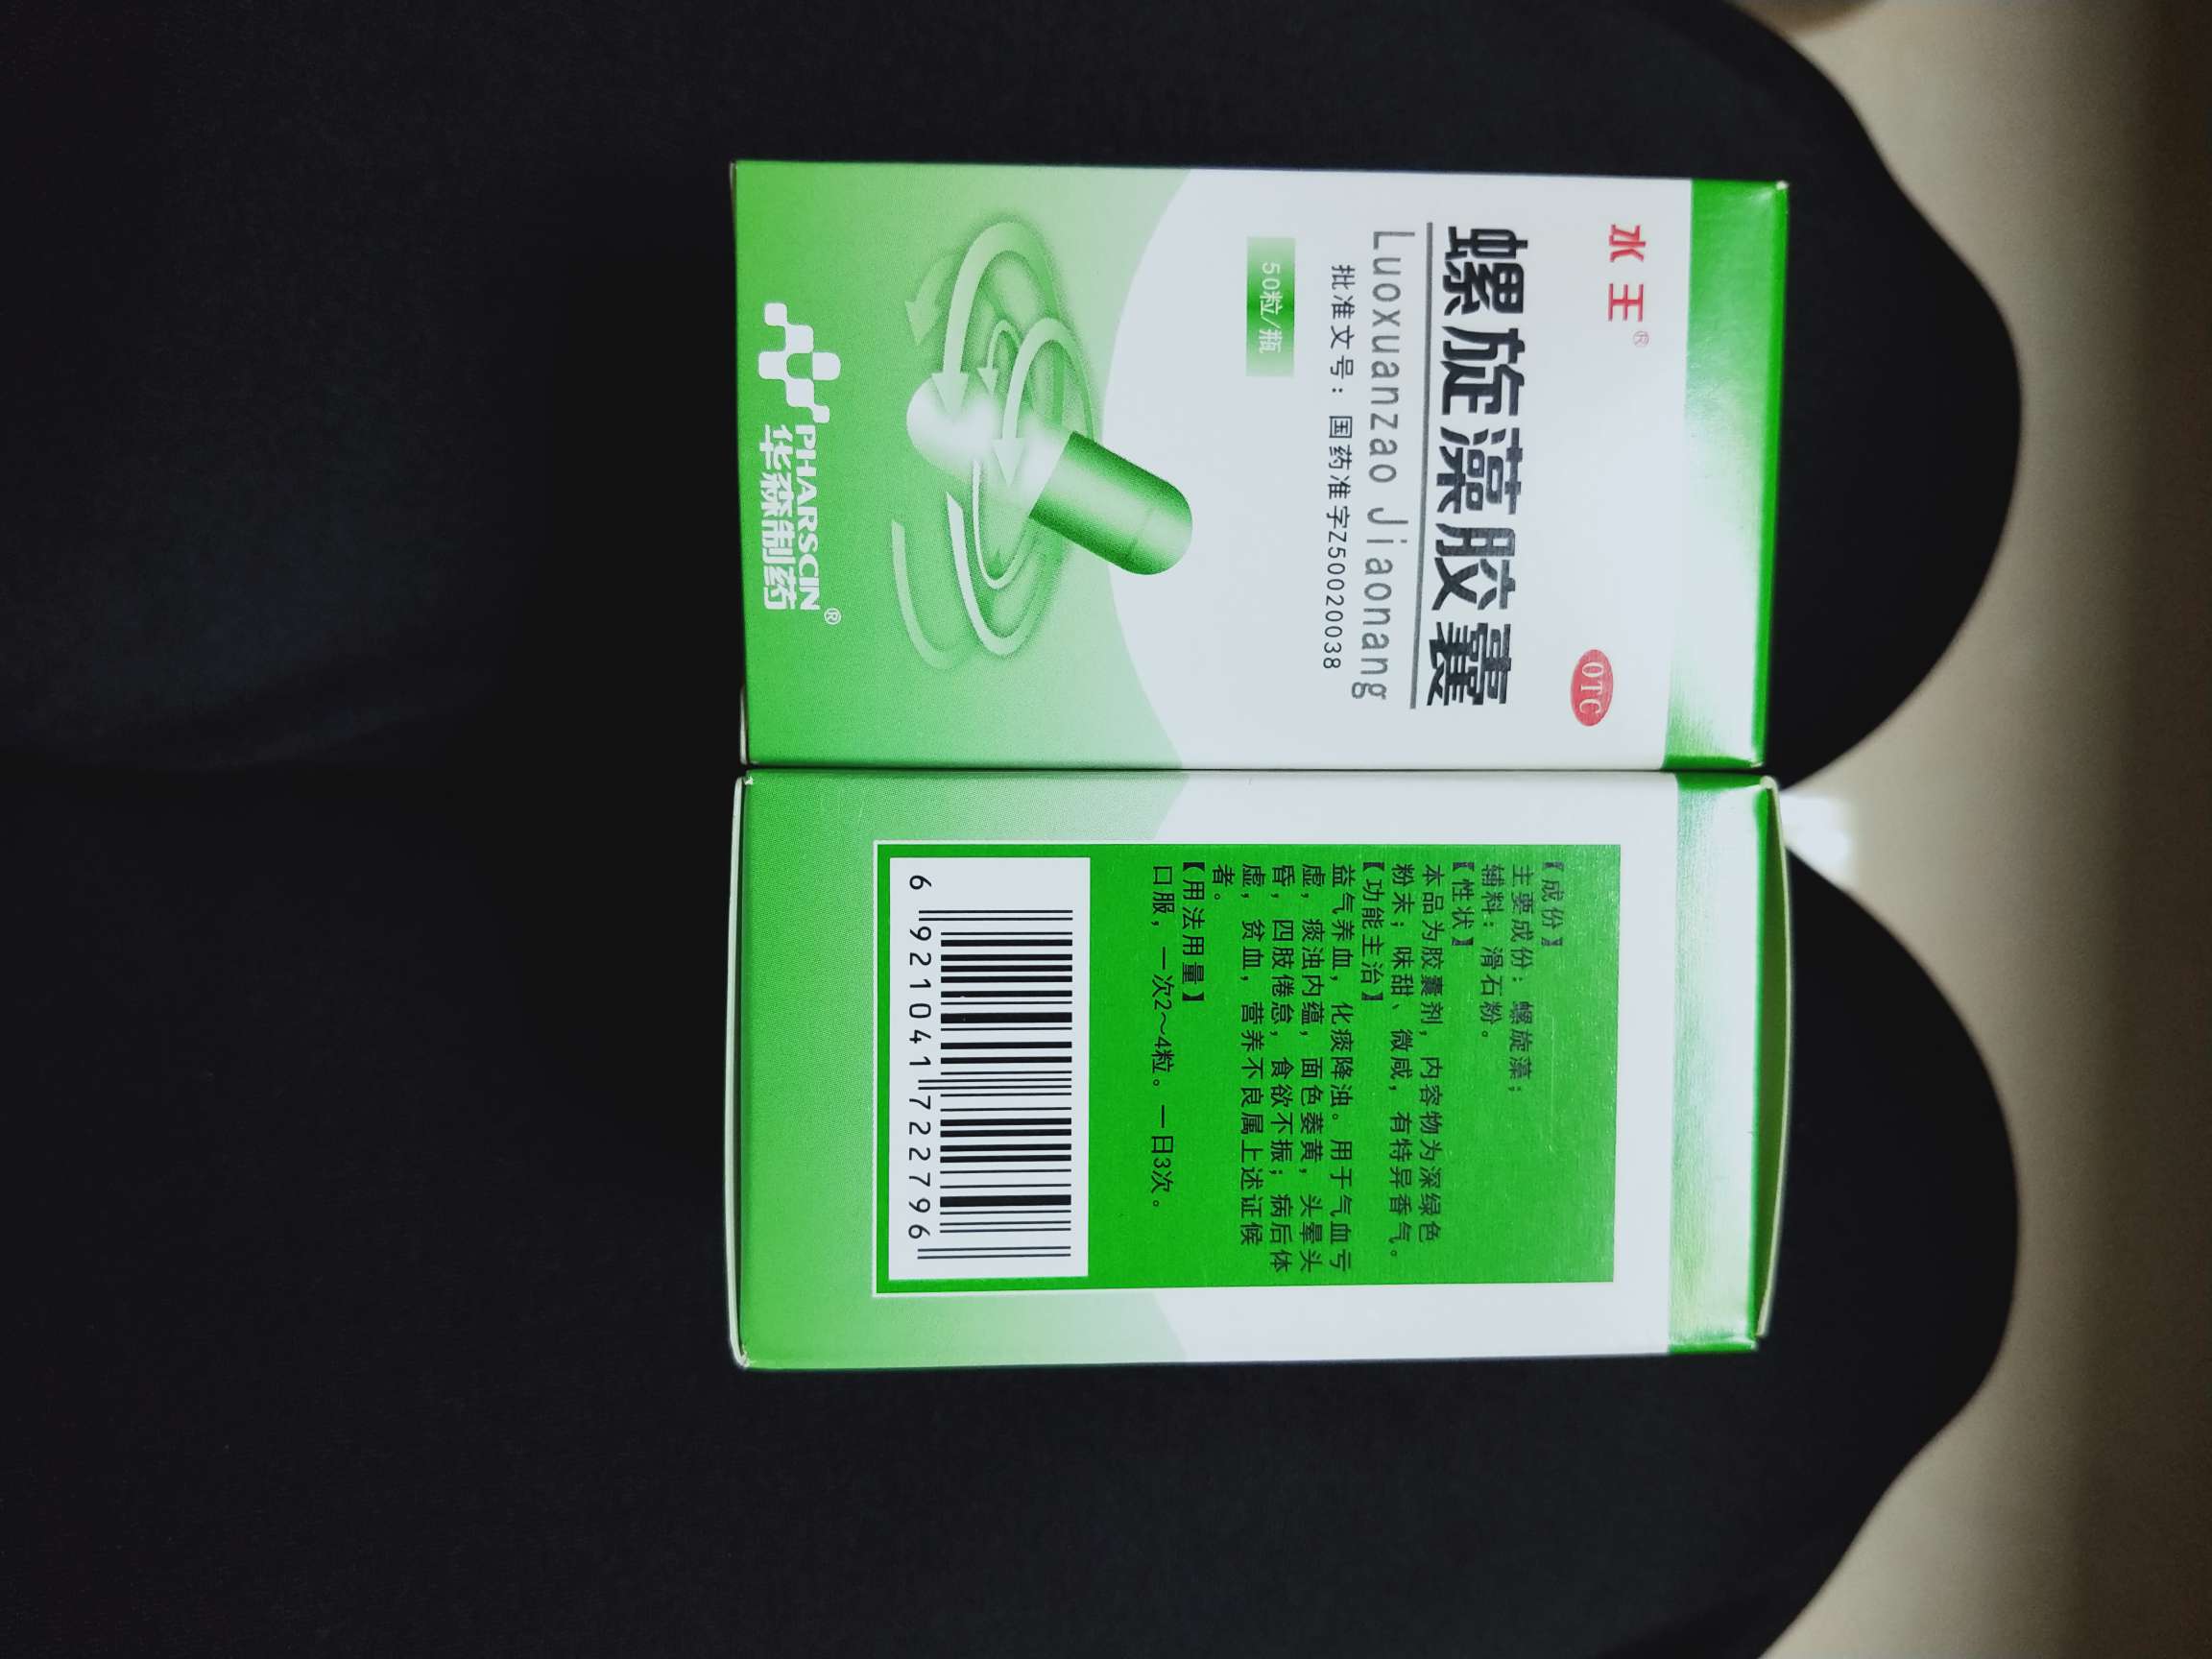 水王®
OTC
螺旋藻胶囊
Luoxuanzao Jiaonang
批准文号：国药准字Z50020038
50粒/瓶
PHARSCIN®
华森制药
【成份】
主要成份：螺旋藻；
辅料：滑石粉。
【性状】
本品为胶囊剂，内容物为深绿色
粉末；味甜、微咸，有特异香气。
【功能主治】
益气养血，化痰降浊。用于气血亏
虚，痰浊内蕴，面色萎黄，头晕头
昏，四肢倦怠，食欲不振；病后体
虚，贫血，营养不良属上述证候
者。
【用法用量】
口服，一次2～4粒。一日3次。
6 921041 722796